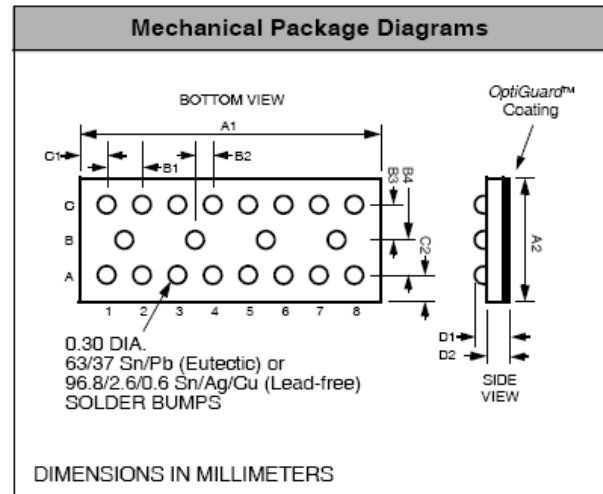 Mechanical Package Diagrams
BOTTOM VIEW
OptiGuard™
Coating
A1
C1
B1
B2
B3
B4
C
B
A
C2
A2
1 2 3 4 5 6 7 8
D1
D2
0.30 DIA.
63/37 Sn/Pb (Eutectic) or
96.8/2.6/0.6 Sn/Ag/Cu (Lead-free)
SOLDER BUMPS
SIDE
VIEW
DIMENSIONS IN MILLIMETERS